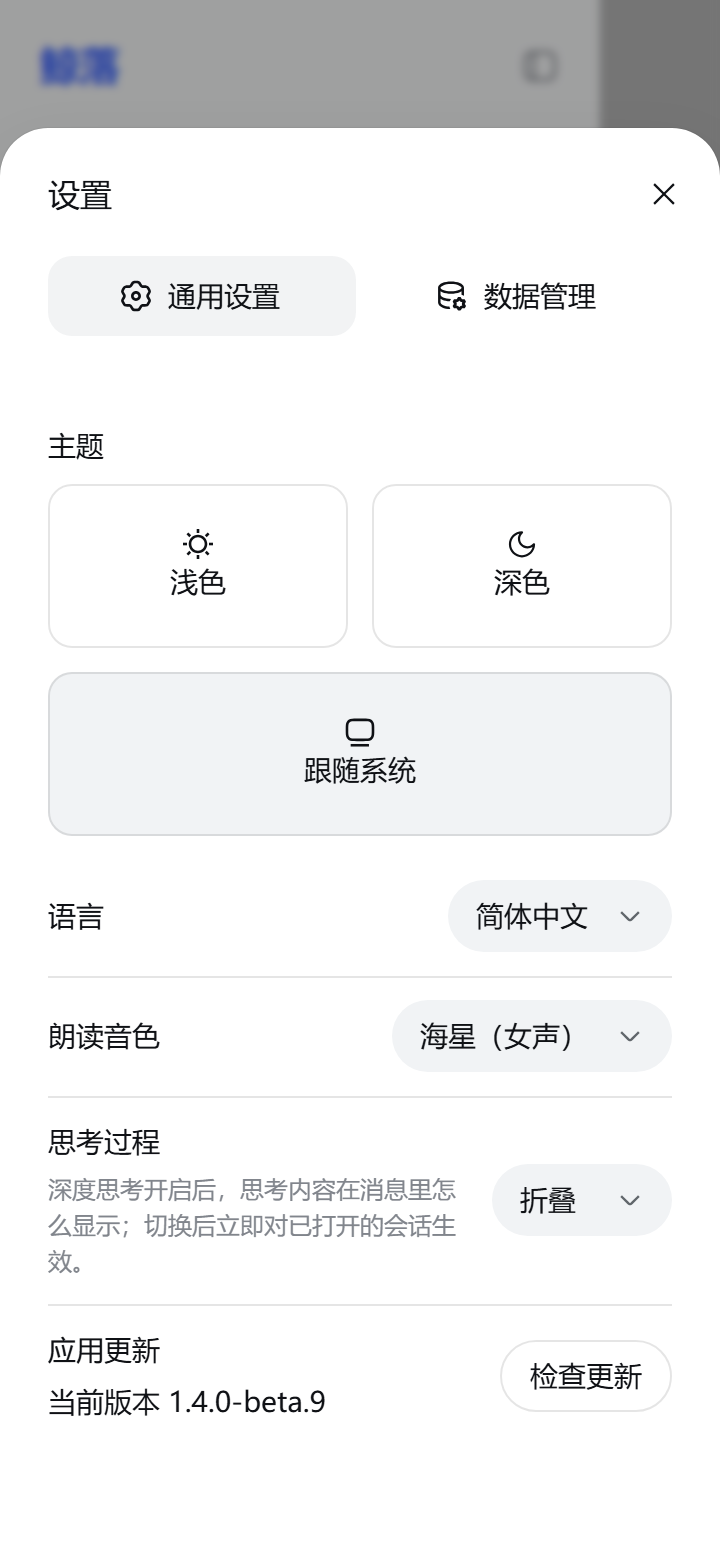 鲸落
设置
通用设置
数据管理
主题
浅色
深色
跟随系统
语言
简体中文
朗读音色
海星（女声）
思考过程
深度思考开启后，思考内容在消息里怎
么显示；切换后立即对已打开的会话生
效。
折叠
应用更新
当前版本 1.4.0-beta.9
检查更新